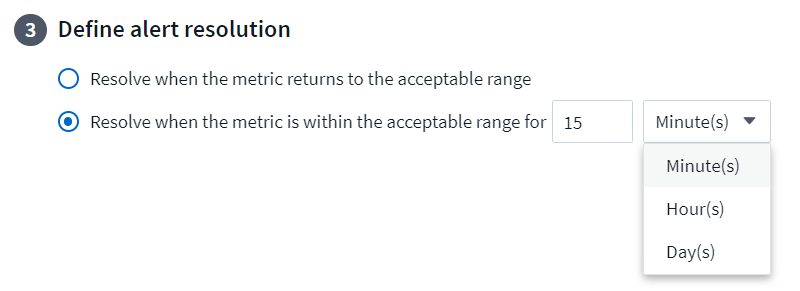 3 Define alert resolution
Resolve when the metric returns to the acceptable range
Resolve when the metric is within the acceptable range for 15 Minute(s)
Minute(s)
Hour(s)
Day(s)